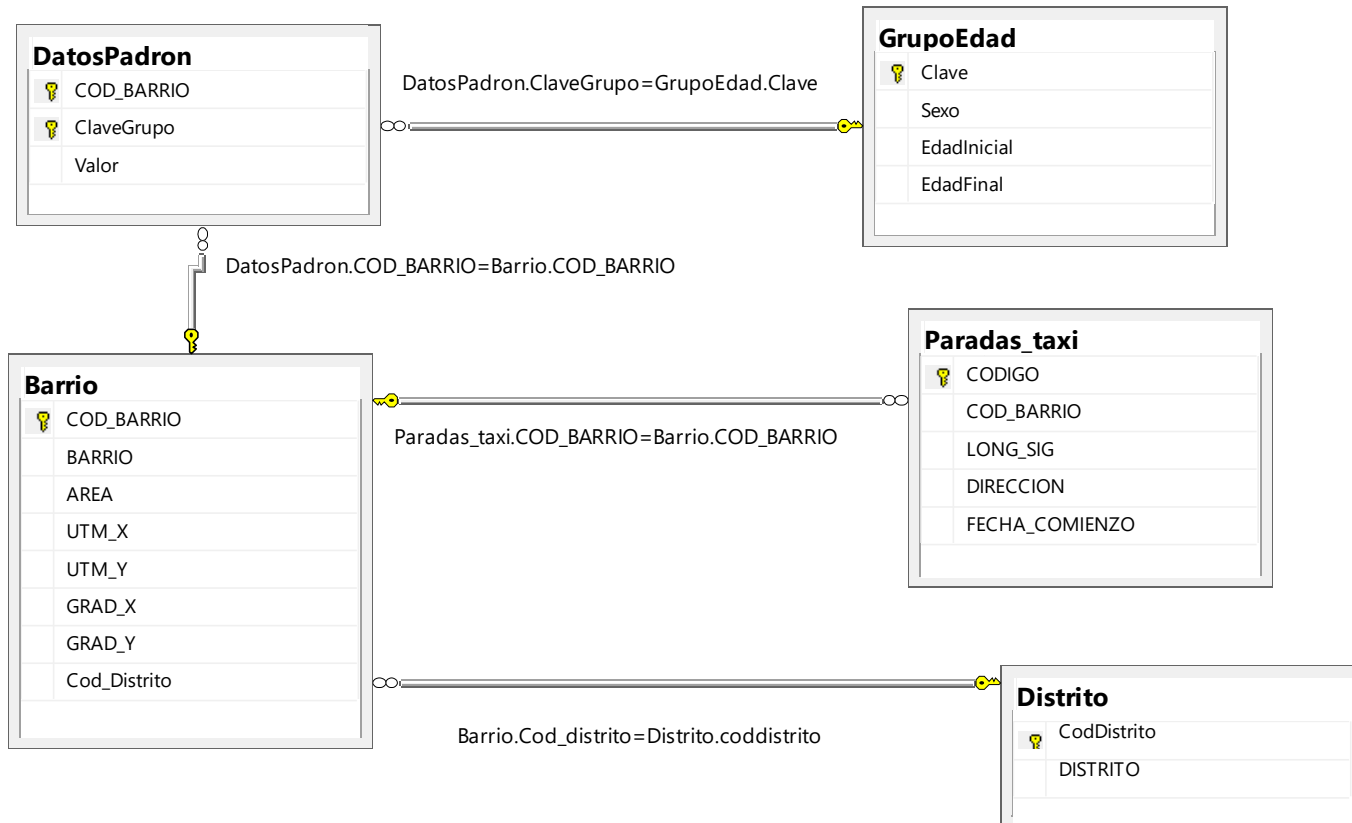 DatosPadron
COD_BARRIO
ClaveGrupo
Valor
DatosPadron.ClaveGrupo=GrupoEdad.Clave
GrupoEdad
Clave
Sexo
EdadInicial
EdadFinal
DatosPadron.COD_BARRIO=Barrio.COD_BARRIO
Barrio
COD_BARRIO
BARRIO
AREA
UTM_X
UTM_Y
GRAD_X
GRAD_Y
Cod_Distrito
Paradas_taxi.COD_BARRIO=Barrio.COD_BARRIO
Paradas_taxi
CODIGO
COD_BARRIO
LONG_SIG
DIRECCION
FECHA_COMIENZO
Barrio.Cod_distrito=Distrito.coddistrito
Distrito
CodDistrito
DISTRITO